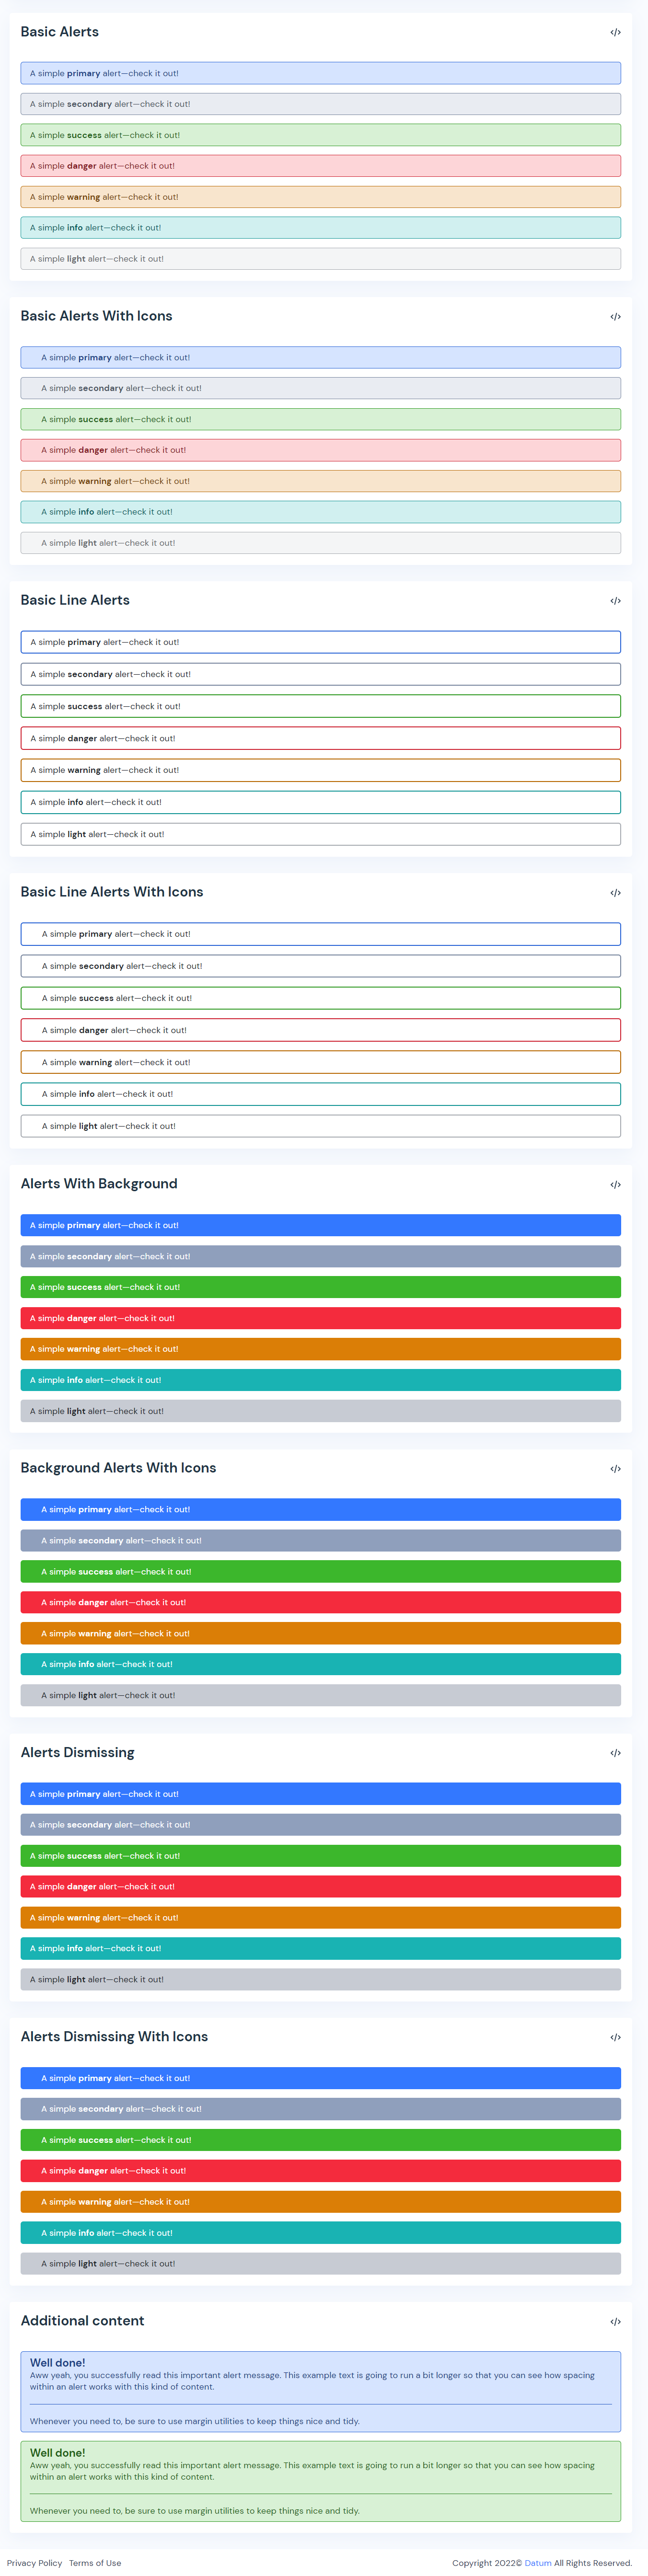 Basic Alerts
A simple primary alert—check it out!
A simple secondary alert—check it out!
A simple success alert—check it out!
A simple danger alert—check it out!
A simple warning alert—check it out!
A simple info alert—check it out!
A simple light alert—check it out!
Basic Alerts With Icons
A simple primary alert—check it out!
A simple secondary alert—check it out!
A simple success alert—check it out!
A simple danger alert—check it out!
A simple warning alert—check it out!
A simple info alert—check it out!
A simple light alert—check it out!
Basic Line Alerts
A simple primary alert—check it out!
A simple secondary alert—check it out!
A simple success alert—check it out!
A simple danger alert—check it out!
A simple warning alert—check it out!
A simple info alert—check it out!
A simple light alert—check it out!
Basic Line Alerts With Icons
A simple primary alert—check it out!
A simple secondary alert—check it out!
A simple success alert—check it out!
A simple danger alert—check it out!
A simple warning alert—check it out!
A simple info alert—check it out!
A simple light alert—check it out!
Alerts With Background
A simple primary alert—check it out!
A simple secondary alert—check it out!
A simple success alert—check it out!
A simple danger alert—check it out!
A simple warning alert—check it out!
A simple info alert—check it out!
A simple light alert—check it out!
Background Alerts With Icons
A simple primary alert—check it out!
A simple secondary alert—check it out!
A simple success alert—check it out!
A simple danger alert—check it out!
A simple warning alert—check it out!
A simple info alert—check it out!
A simple light alert—check it out!
Alerts Dismissing
A simple primary alert—check it out!
A simple secondary alert—check it out!
A simple success alert—check it out!
A simple danger alert—check it out!
A simple warning alert—check it out!
A simple info alert—check it out!
A simple light alert—check it out!
Alerts Dismissing With Icons
A simple primary alert—check it out!
A simple secondary alert—check it out!
A simple success alert—check it out!
A simple danger alert—check it out!
A simple warning alert—check it out!
A simple info alert—check it out!
A simple light alert—check it out!
Additional content
Well done!
Aww yeah, you successfully read this important alert message. This example text is going to run a bit longer so that you can see how spacing
within an alert works with this kind of content.
Whenever you need to, be sure to use margin utilities to keep things nice and tidy.
Well done!
Aww yeah, you successfully read this important alert message. This example text is going to run a bit longer so that you can see how spacing
within an alert works with this kind of content.
Whenever you need to, be sure to use margin utilities to keep things nice and tidy.
Privacy Policy Terms of Use Copyright 2022© Datum All Rights Reserved.